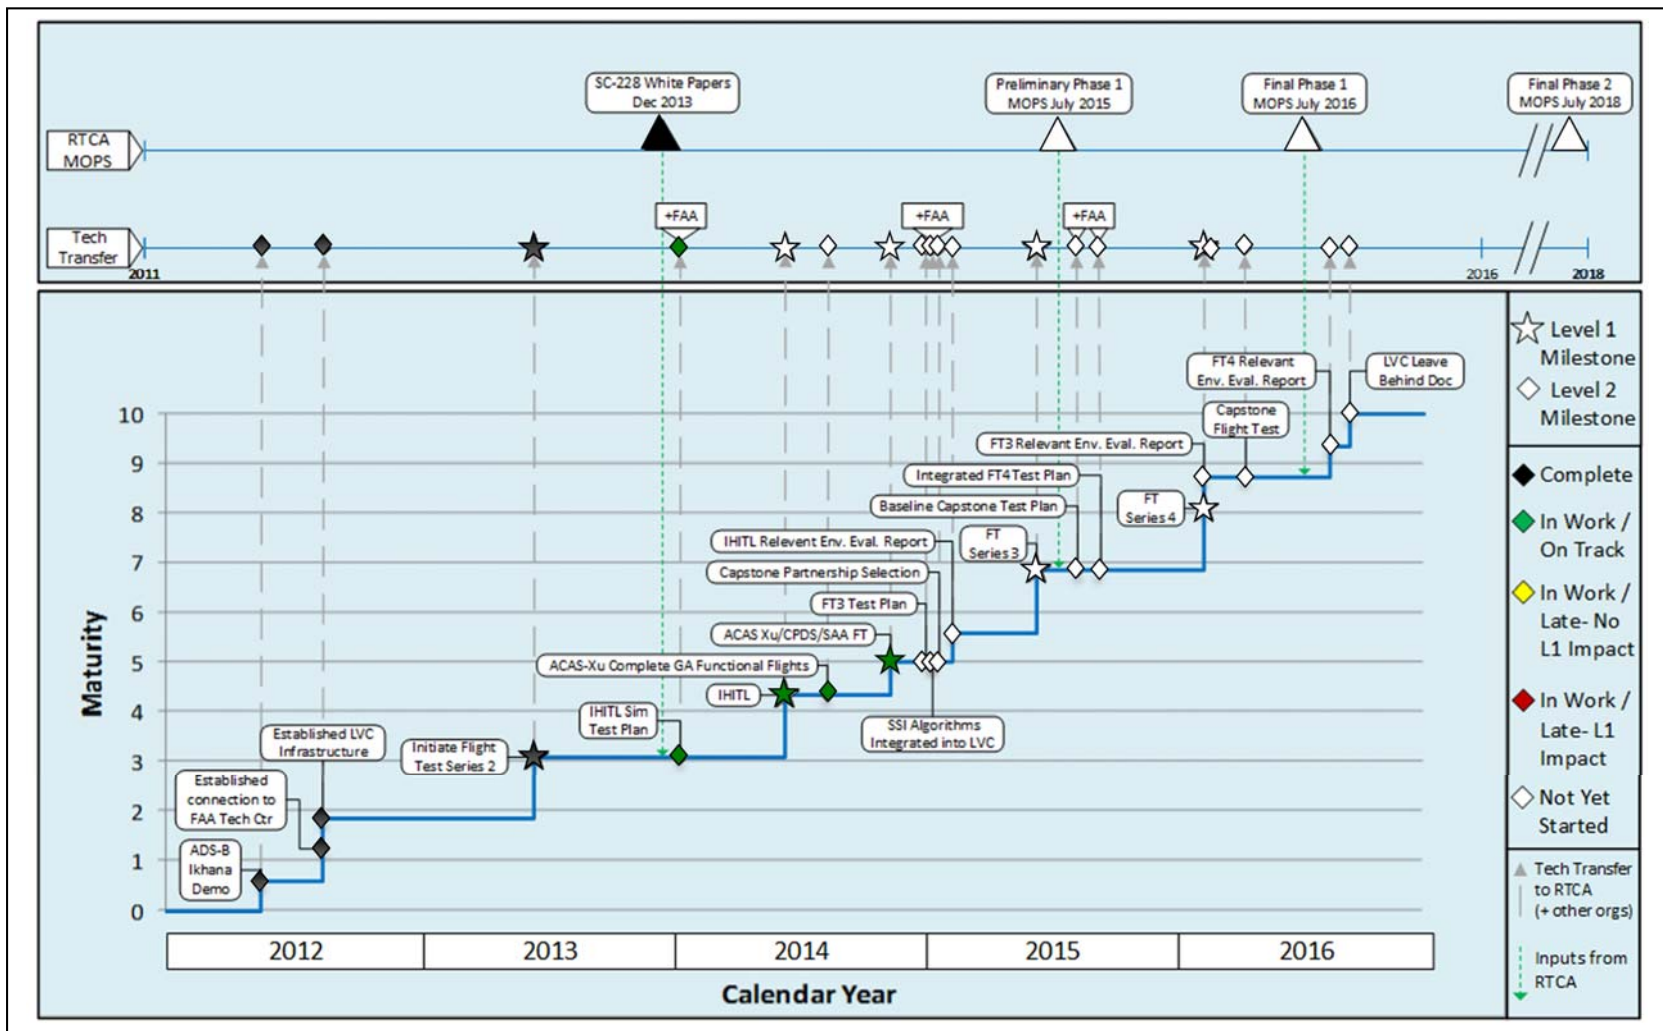 SC-228 White Papers
Dec 2013
Preliminary Phase 1
MOPS July 2015
Final Phase 1
MOPS July 2016
Final Phase 2
MOPS July 2018
RTCA
MOPS
+FAA
+FAA
+FAA
Tech
Transfer
2011
2016
2018
Level 1
Milestone
Level 2
Milestone
Complete
In Work /
On Track
In Work /
Late- No
L1 Impact
In Work /
Late- L1
Impact
Not Yet
Started
Tech Transfer
to RTCA
(+ other orgs)
Inputs from
RTCA
FT4 Relevant
Env. Eval. Report
LVC Leave
Behind Doc
Capstone
Flight Test
FT3 Relevant Env. Eval. Report
Integrated FT4 Test Plan
Baseline Capstone Test Plan
FT
Series 4
IHITL Relevent Env. Eval. Report
FT
Series 3
Capstone Partnership Selection
FT3 Test Plan
ACAS Xu/CPDS/SAA FT
ACAS-Xu Complete GA Functional Flights
IHITL
IHITL Sim
Test Plan
SSI Algorithms
Integrated into LVC
Established LVC
Infrastructure
Initiate Flight
Test Series 2
Established
connection to
FAA Tech Ctr
ADS-B
Ikhana
Demo
Maturity
10
9
8
7
6
5
4
3
2
1
0
2012
2013
2014
2015
2016
Calendar Year